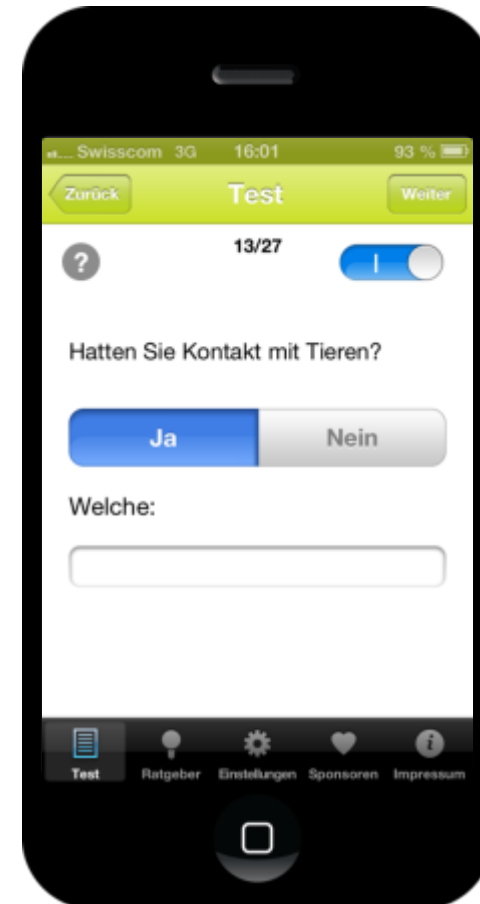 Swisscom 3G 16:01 93 %
Zurück Test Weiter
? 13/27 I
Hatten Sie Kontakt mit Tieren?
Ja Nein
Welche:
Test Ratgeber Einstellungen Sponsoren Impressum